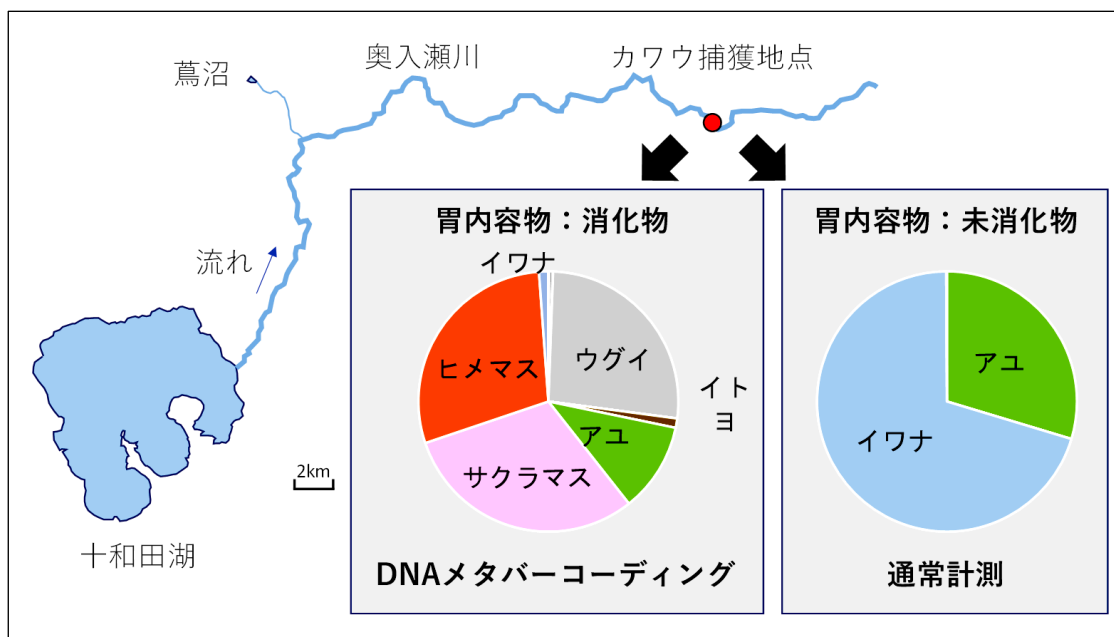 蔦沼
奥入瀬川
カワウ捕獲地点
流れ
十和田湖
2km
胃内容物：消化物
イワナ
ヒメマス
ウグイ
イト
ヨ
アユ
サクラマス
DNAメタバーコーディング
胃内容物：未消化物
アユ
イワナ
通常計測